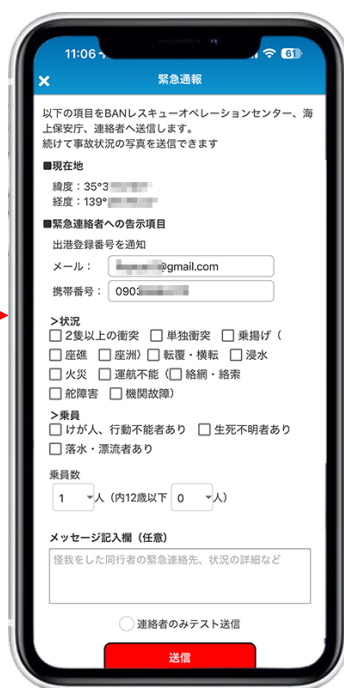 11:06
61
×
緊急通報
以下の項目をBANレスキューオペレーションセンター、海
上保安庁、連絡者へ送信します。
続けて事故状況の写真を送信できます
■現在地
緯度:35°3
経度:139°
■緊急連絡者への告示項目
出港登録番号を通知
メール: @gmail.com
携帯番号: 0903
>状況
2隻以上の衝突 単独衝突 乗揚げ(
座礁 座洲) 転覆・横転 浸水
火災 運航不能( 絡網・絡索
舵障害 機関故障)
>乗員
けが人、行動不能者あり 生死不明者あり
落水・漂流者あり
乗員数
1 人 (内12歳以下 0 人)
メッセージ記入欄(任意)
怪我をした同行者の緊急連絡先、状況の詳細など
連絡者のみテスト送信
送信